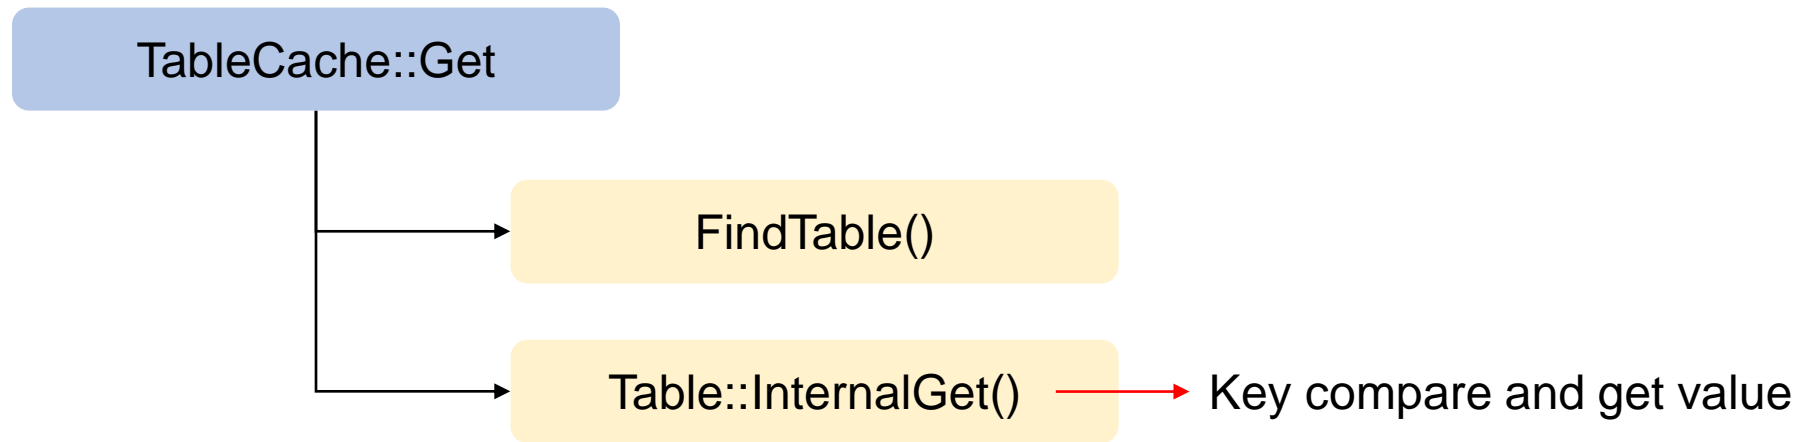 TableCache::Get
FindTable()
Table::InternalGet()
Key compare and get value